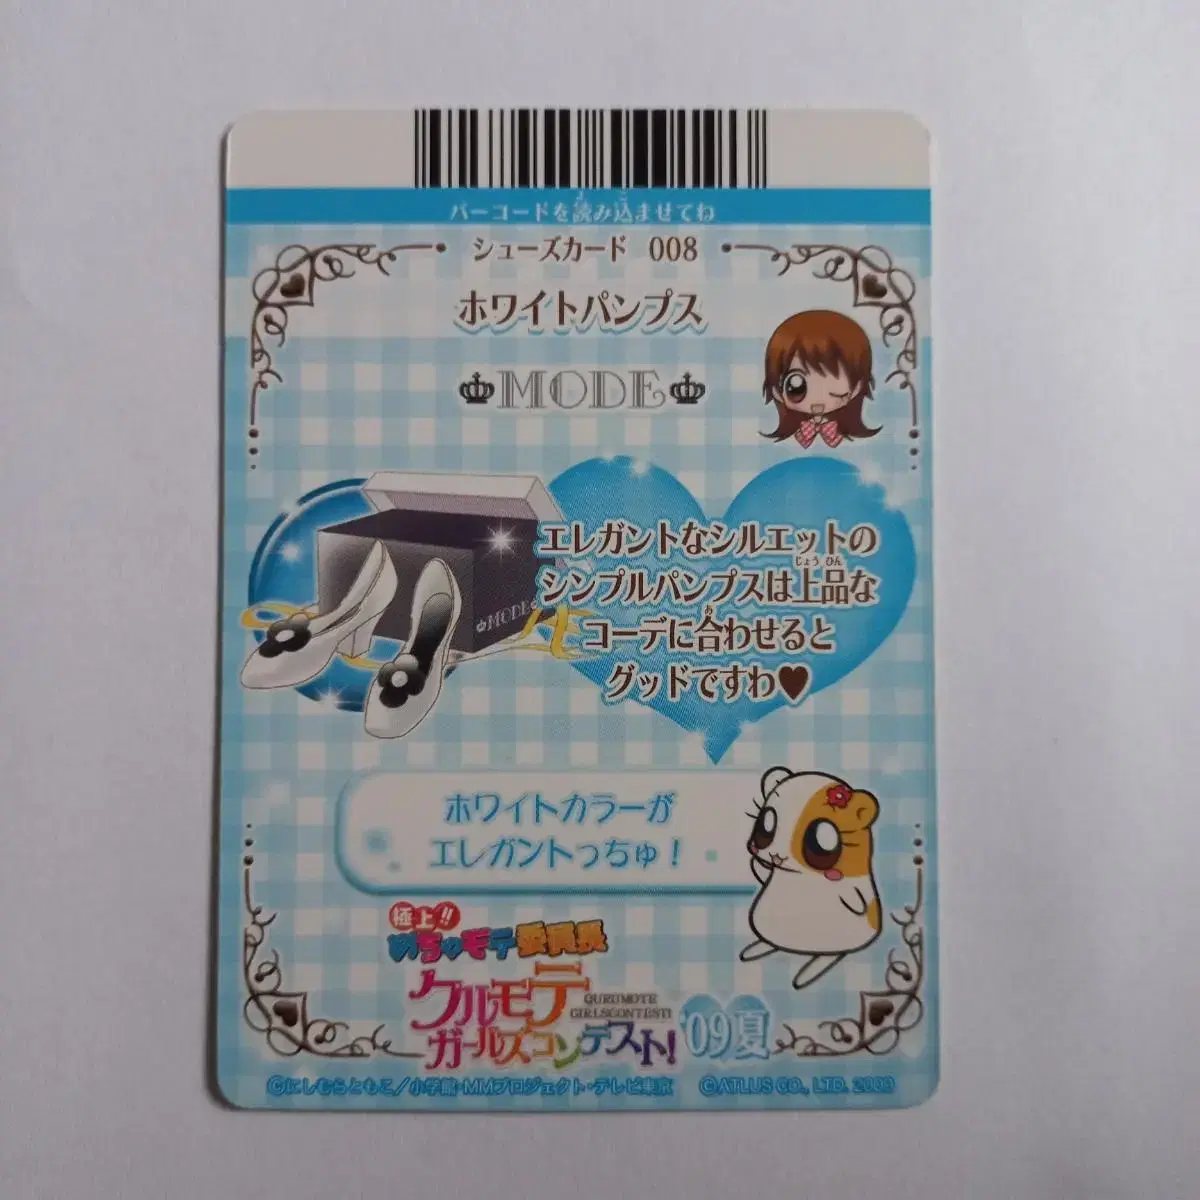 バーコードを読み込ませてね
シューズカード 008
ホワイトパンプス
MODE
エレガントなシルエットの
シンプルパンプスは上品な
コーデに合わせると
グッドですわ♥
MODE
ホワイトカラーが
エレガントっちゅ！
極上!!
めちゃモテ委員長
クルモテ
QURUMOTE
GIRLSCONTEST!
ガールズコンテスト!
'09夏
©にしむらともこ／小学館・MMプロジェクト・テレビ東京 ©ATLUS CO., LTD. 2009